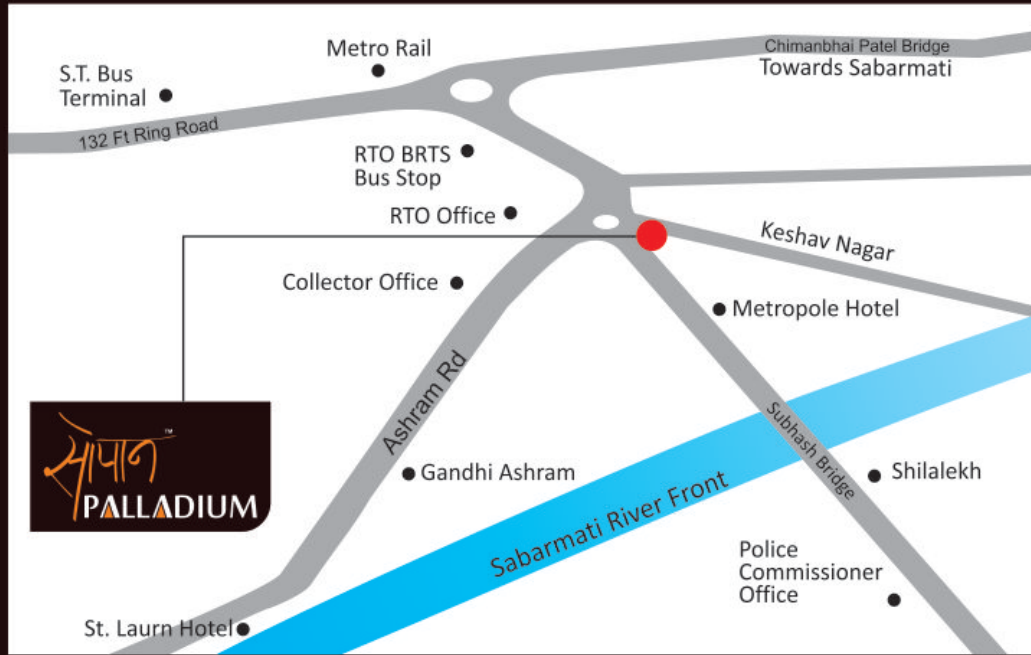 Metro Rail
Chimanbhai Patel Bridge
Towards Sabarmati
S.T. Bus
Terminal
132 Ft Ring Road
RTO BRTS
Bus Stop
RTO Office
Keshav Nagar
Collector Office
Metropole Hotel
Ashram Rd
Subhash Bridge
सोपान ™
PALLADIUM
Gandhi Ashram
Shilalekh
Sabarmati River Front
Police
Commissioner
Office
St. Laurn Hotel